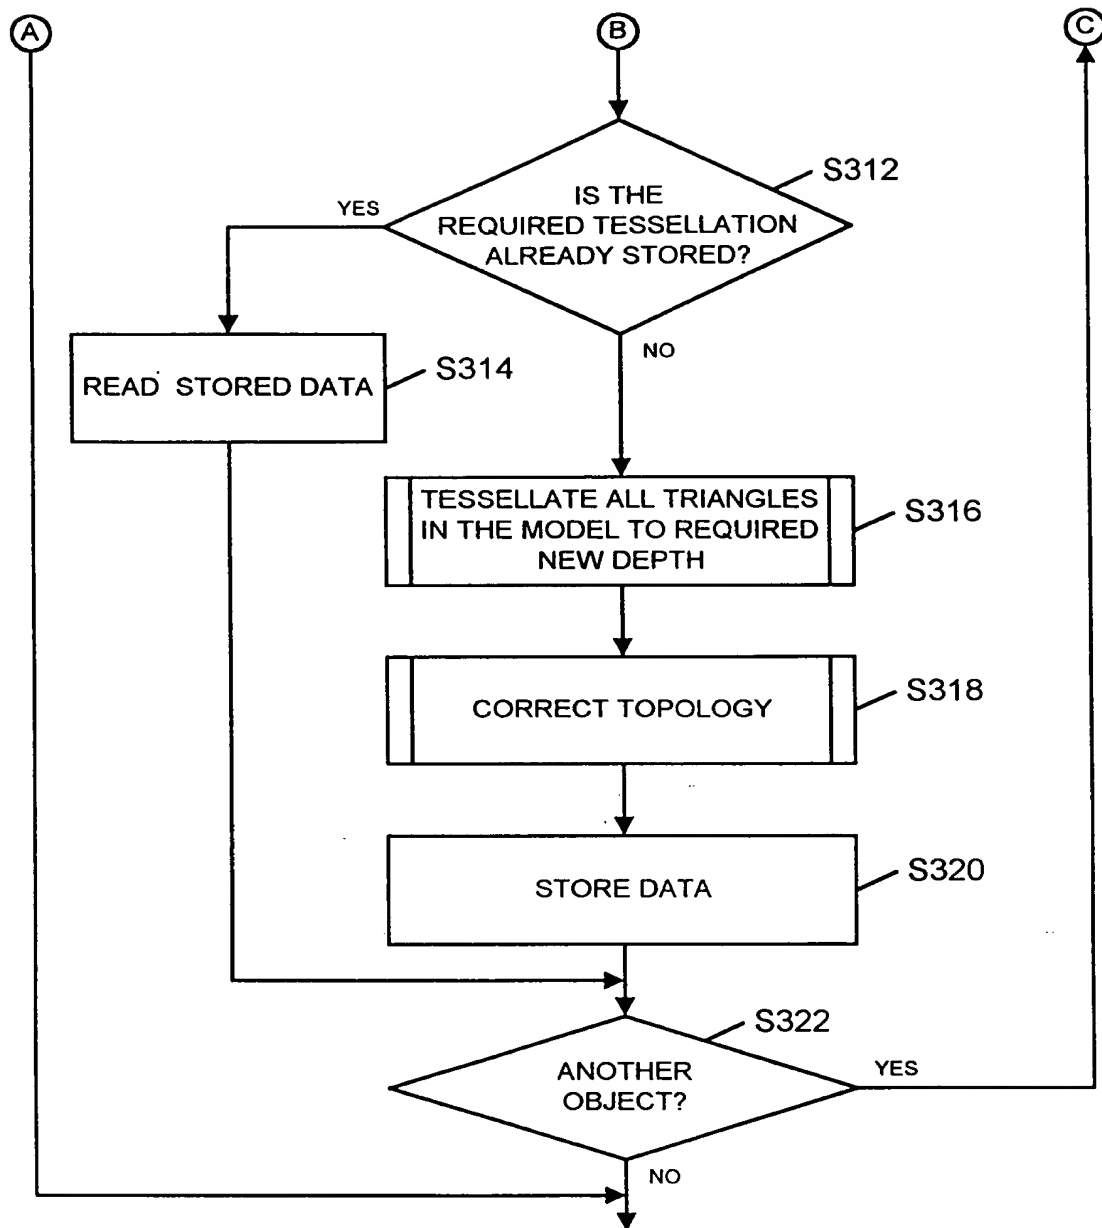 A
B
C
IS THE
REQUIRED TESSELLATION
ALREADY STORED?
S312
YES
NO
READ STORED DATA
S314
TESSELLATE ALL TRIANGLES
IN THE MODEL TO REQUIRED
NEW DEPTH
S316
CORRECT TOPOLOGY
S318
STORE DATA
S320
ANOTHER
OBJECT?
S322
YES
NO